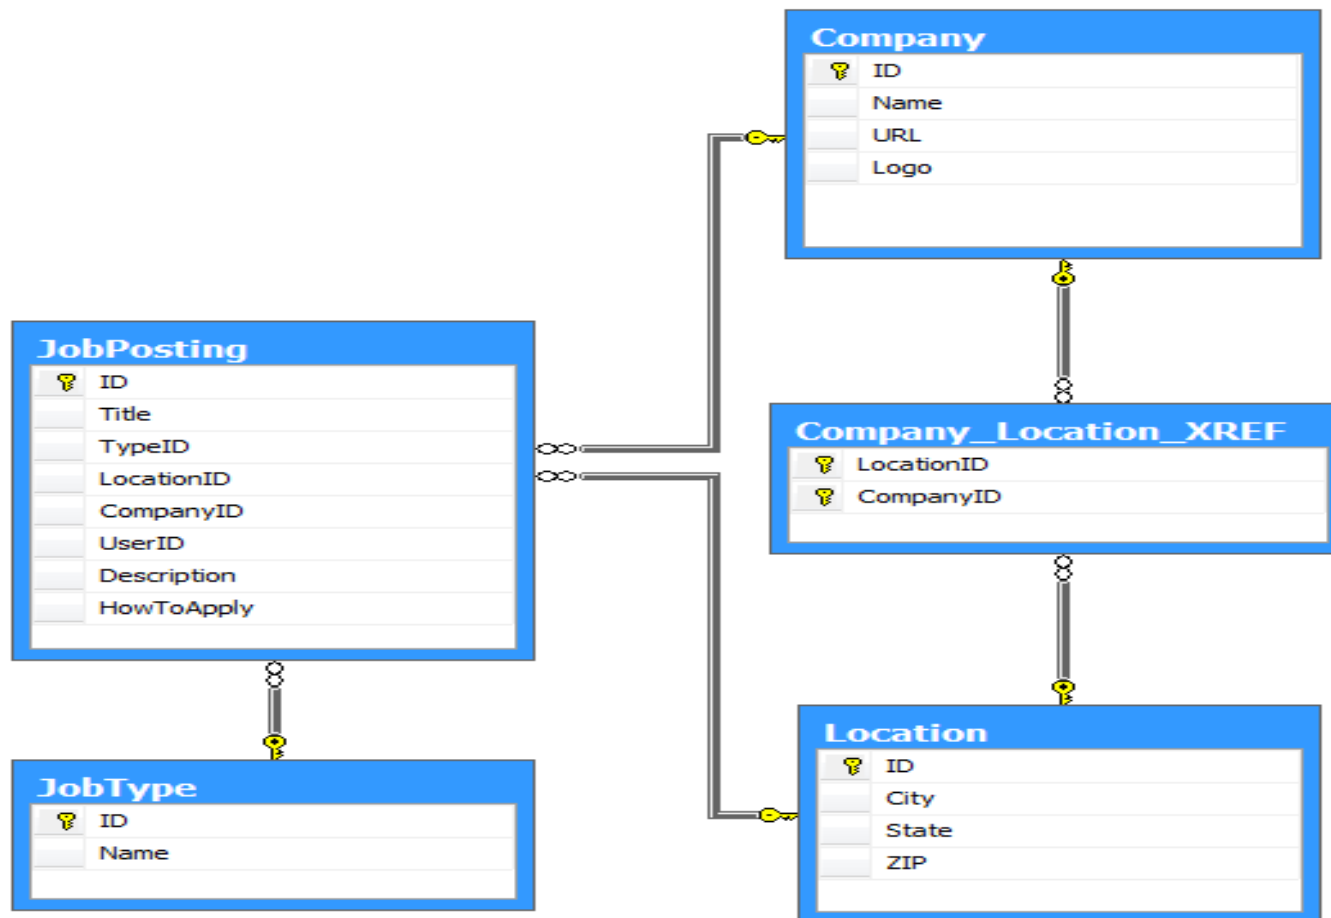 Company
ID
Name
URL
Logo
JobPosting
ID
Title
TypeID
LocationID
CompanyID
UserID
Description
HowToApply
Company_Location_XREF
LocationID
CompanyID
JobType
ID
Name
Location
ID
City
State
ZIP